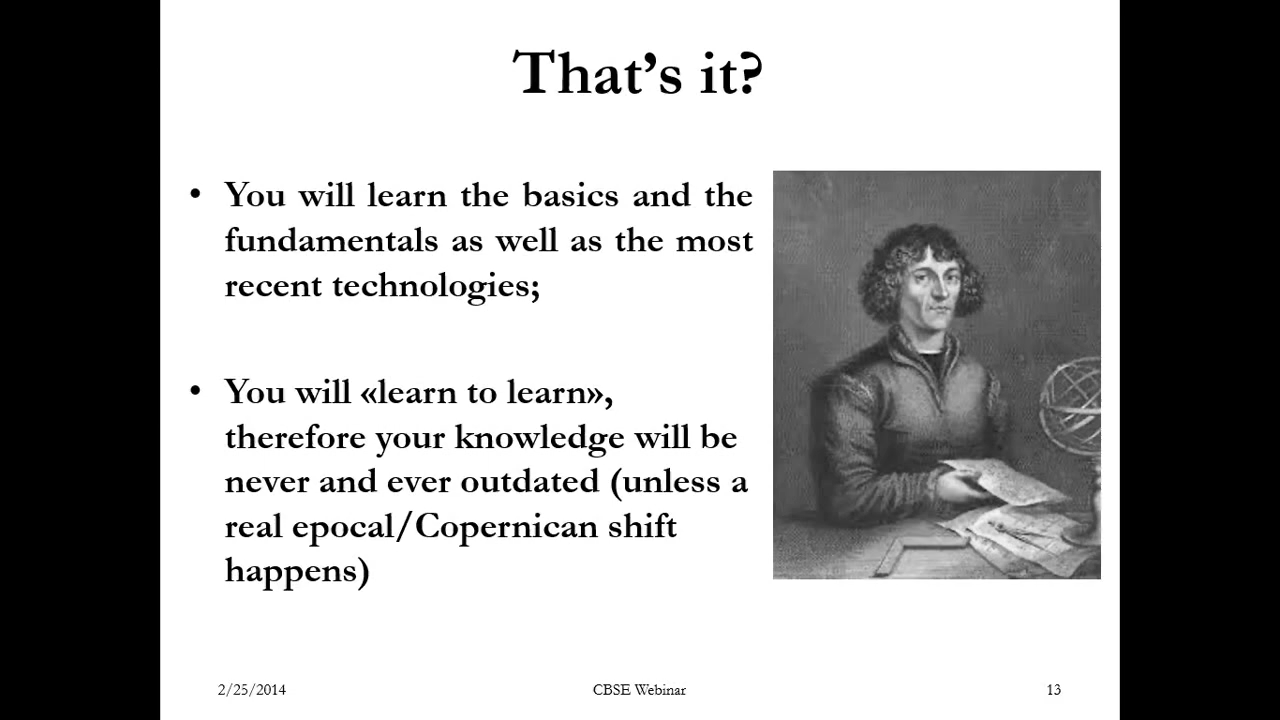 That’s it?
• You will learn the basics and the
fundamentals as well as the most
recent technologies;
• You will «learn to learn»,
therefore your knowledge will be
never and ever outdated (unless a
real epocal/Copernican shift
happens)
2/25/2014
CBSE Webinar
13